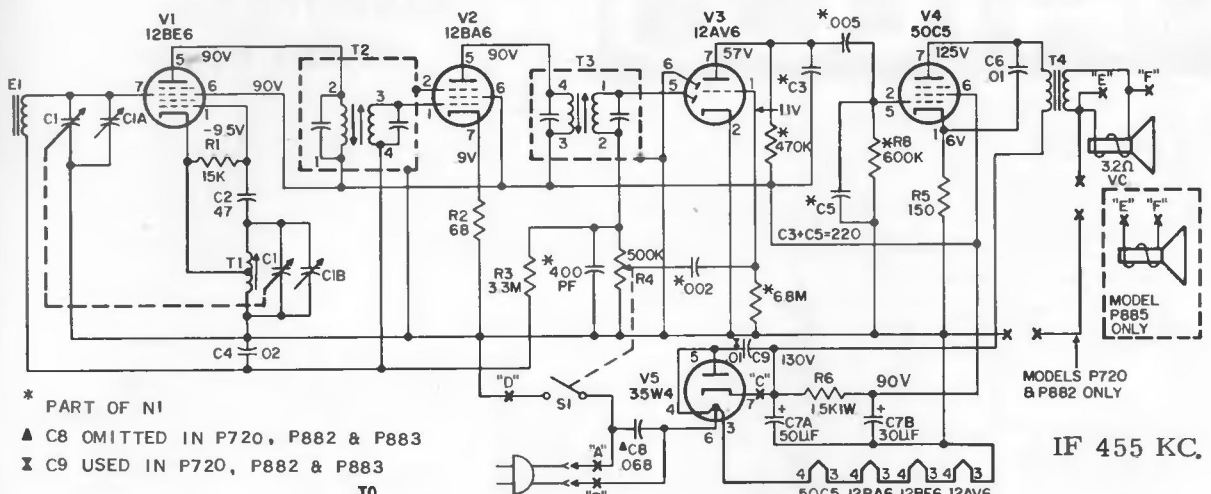 V1
12BE6
V2
12BA6
V3
12AV6
V4
50C5
5
90V
T2
5
90V
T3
7
57V
*.005
7
125V
C6
.01
T4
"E"
"F"
E1
7
6
90V
2
2
6
4
1
6
5
1
*C3
2
5
6
C1
C1A
1
3
1
1.1V
1
6V
-9.5V
R1
15K
1
4
7
.9V
3
2
2
*470K
*R8
600K
3.2Ω
VC
C2
47
R2
68
*C5
R5
150
"E"
"F"
C3+C5=220
T1
C1
C1B
R3
3.3M
*
400
PF
500K
R4
*.002
*6.8M
MODEL
P885
ONLY
C4
.02
.01
C9
130V
5
"D"
S1
V5
35W4
4
"C"
7
R6
1.5K1W
90V
MODELS P720
& P882 ONLY
* PART OF N1
6
3
+
C7A
50UF
+
C7B
30UF
▲ C8 OMITTED IN P720, P882 & P883
"A"
▲C8
.068
IF 455 KC.
C9 USED IN P720, P882 & P883
4 3 4 3 4 3 4 3
50C5 12BA6 12BE6 12AV6